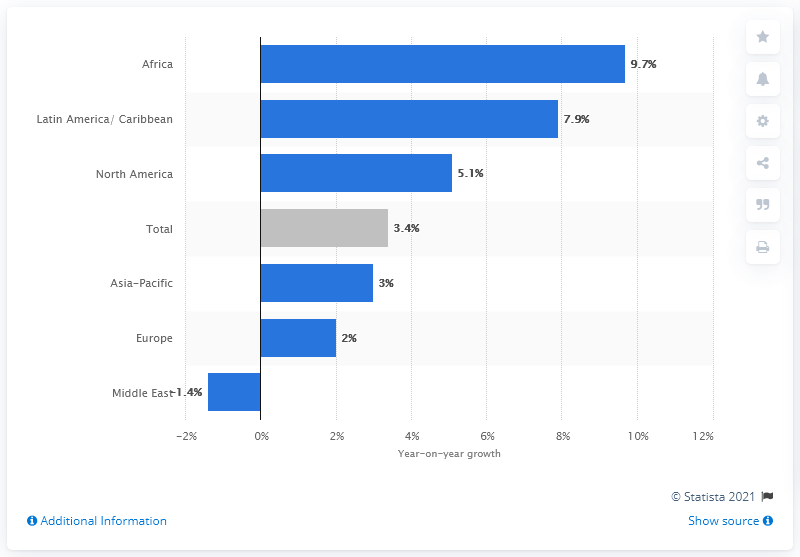 Africa 9.7%
Latin America/ Caribbean 7.9%
North America 5.1%
Total 3.4%
Asia-Pacific 3%
Europe 2%
Middle East -1.4%
-2% 0% 2% 4% 6% 8% 10% 12%
Year-on-year growth
© Statista 2021
Additional Information Show source